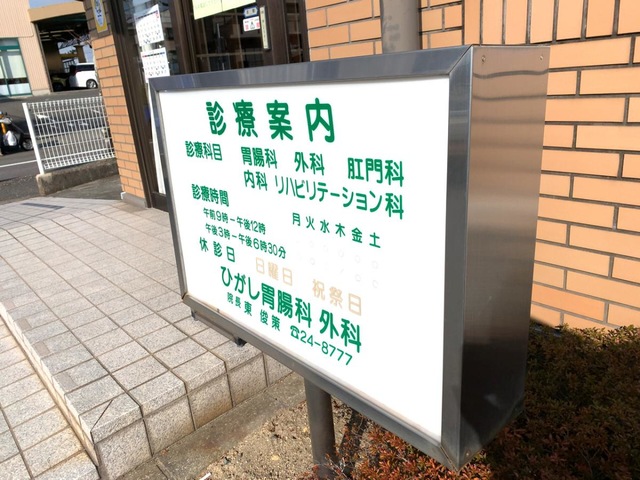 診療案内
診療科目 胃腸科 外科 肛門科
内科 リハビリテーション科
診療時間 月火水木金土
午前9時−午後12時
午後3時−午後6時30分
休診日 日曜日 祝祭日
ひがし胃腸科 外科
院長 東 俊策 ☎24-8777